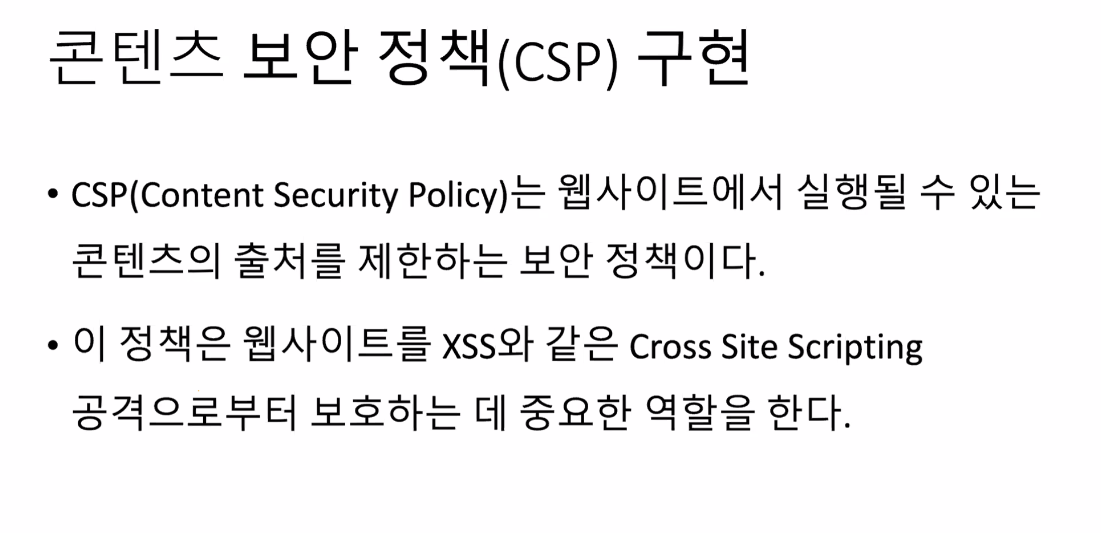 콘텐츠 보안 정책(CSP) 구현
• CSP(Content Security Policy)는 웹사이트에서 실행될 수 있는
콘텐츠의 출처를 제한하는 보안 정책이다.
• 이 정책은 웹사이트를 XSS와 같은 Cross Site Scripting
공격으로부터 보호하는 데 중요한 역할을 한다.